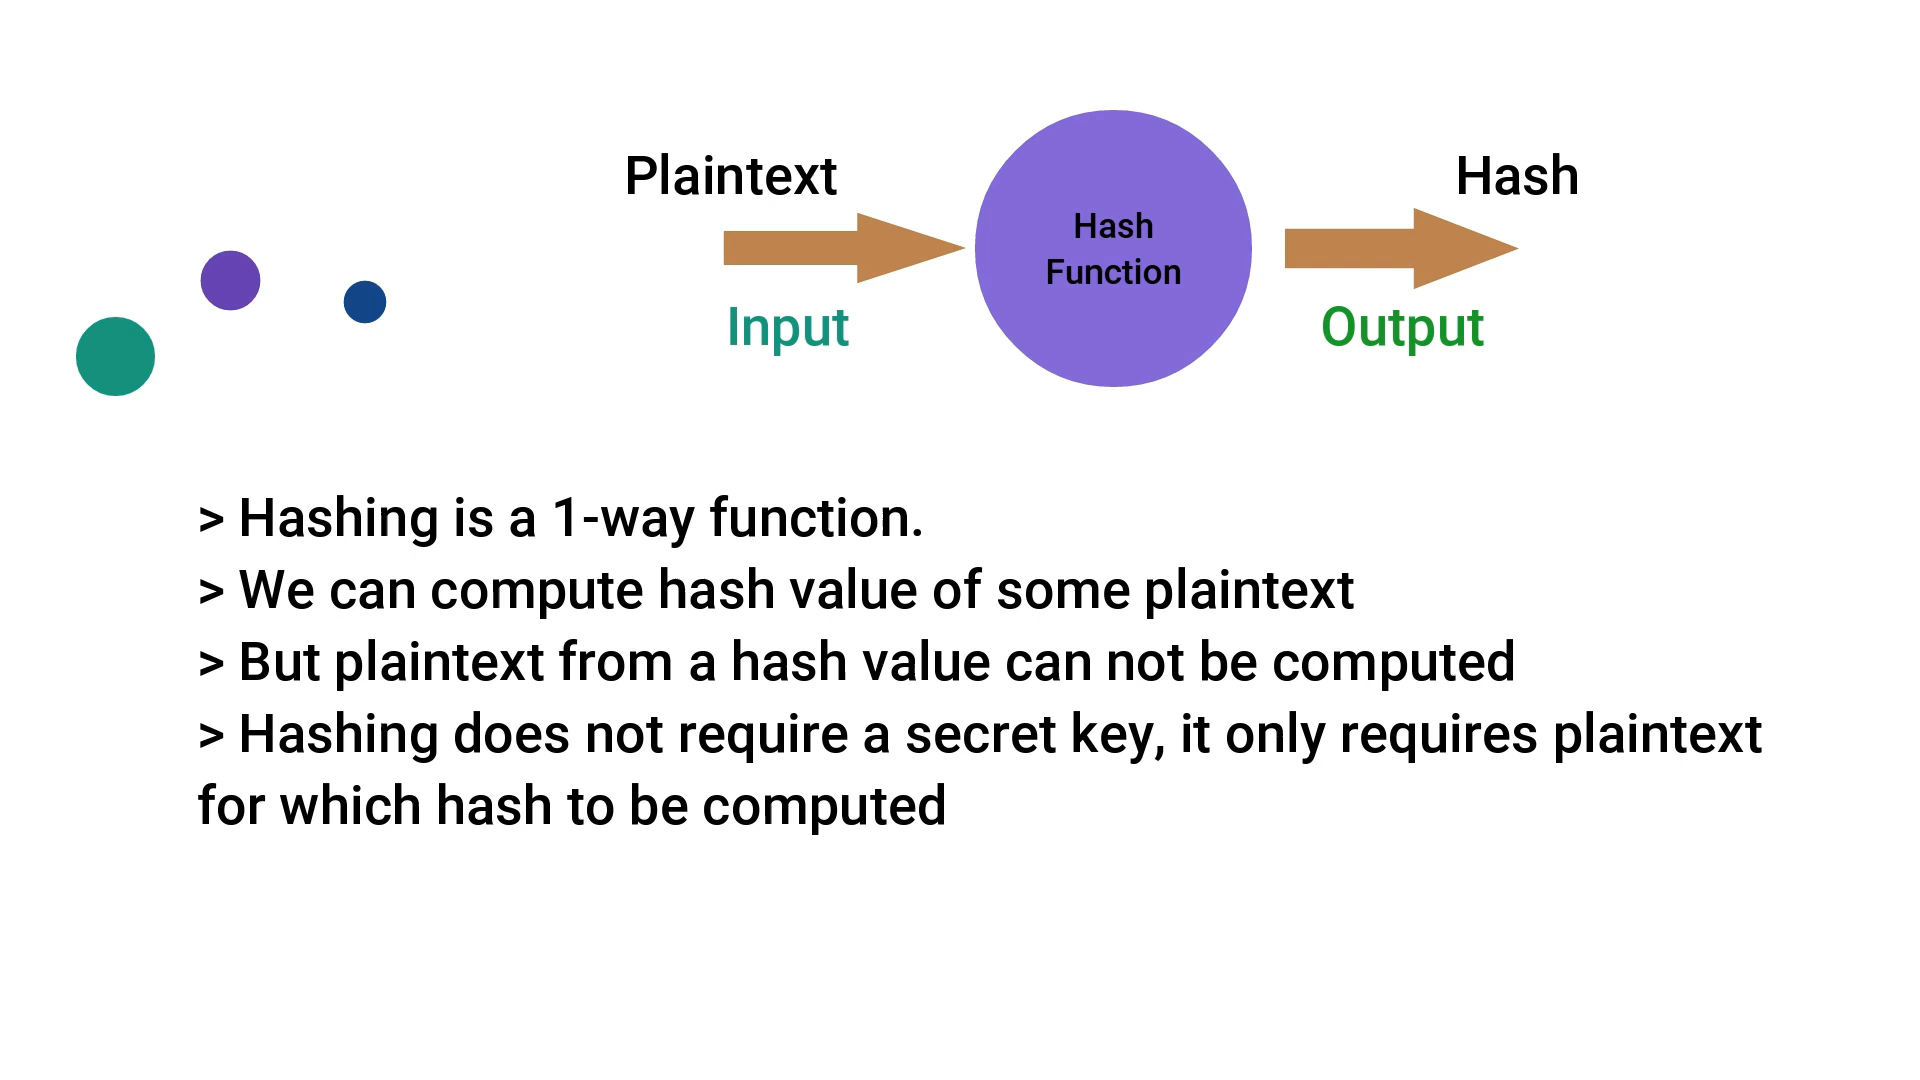 Plaintext
Hash
Hash
Function
Input
Output
> Hashing is a 1-way function.
> We can compute hash value of some plaintext
> But plaintext from a hash value can not be computed
> Hashing does not require a secret key, it only requires plaintext
for which hash to be computed